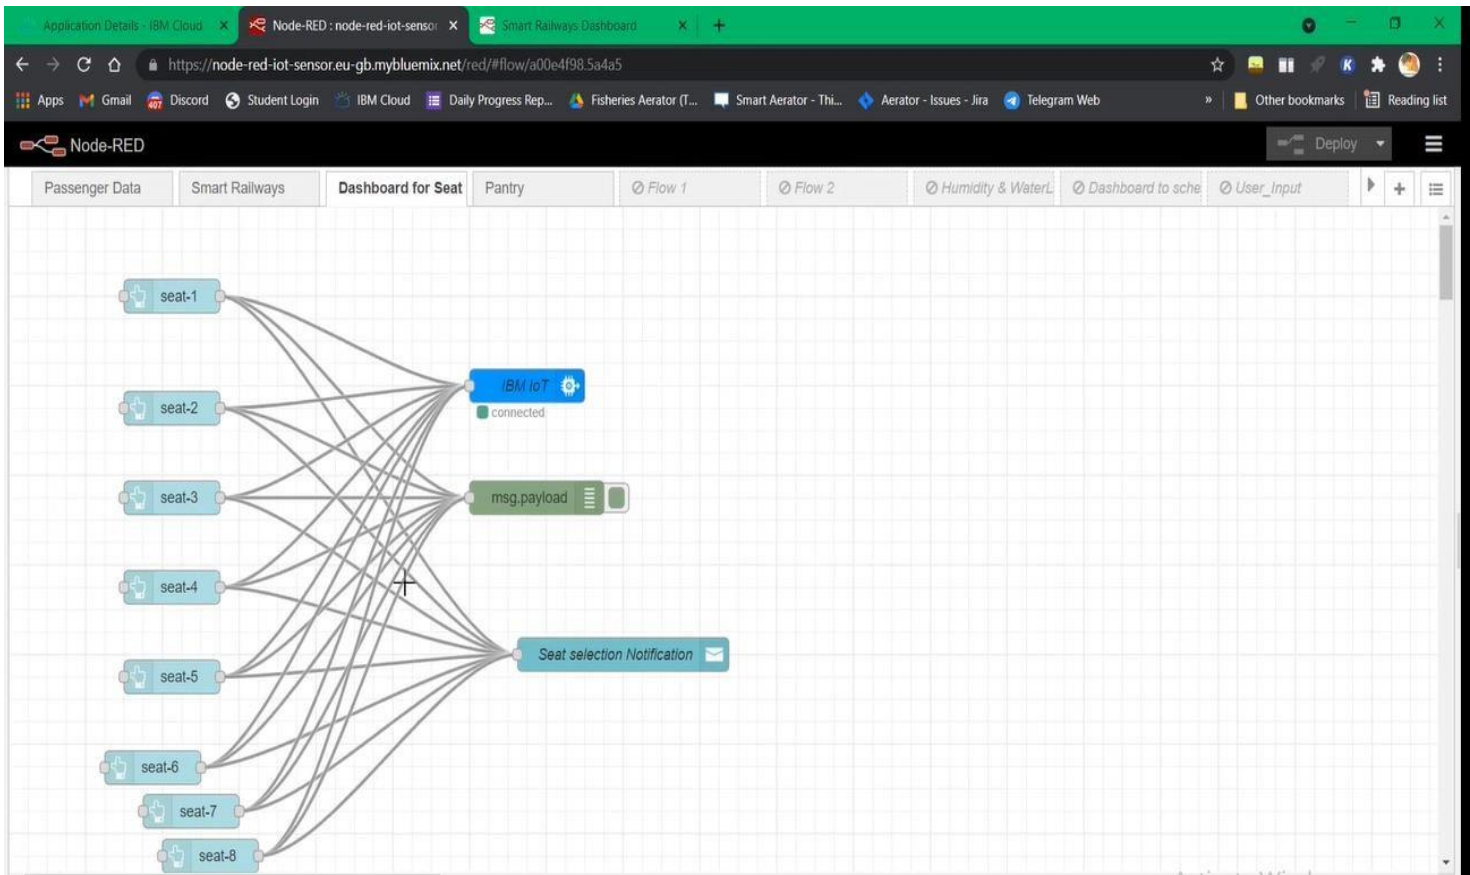 Application Details - IBM Cloud
Node-RED : node-red-iot-sensor
Smart Railways Dashboard
https://node-red-iot-sensor.eu-gb.mybluemix.net/red/#flow/a00e4f98.5a4a5
K
Apps
Gmail
407
Discord
Student Login
IBM Cloud
Daily Progress Rep...
Fisheries Aerator (T...
Smart Aerator - Thi...
Aerator - Issues - Jira
Telegram Web
»
Other bookmarks
Reading list
Node-RED
Deploy
Passenger Data
Smart Railways
Dashboard for Seat
Pantry
Flow 1
Flow 2
Humidity & WaterL
Dashboard to sche
User_Input
seat-1
IBM IoT
connected
seat-2
seat-3
msg.payload
seat-4
Seat selection Notification
seat-5
seat-6
seat-7
seat-8